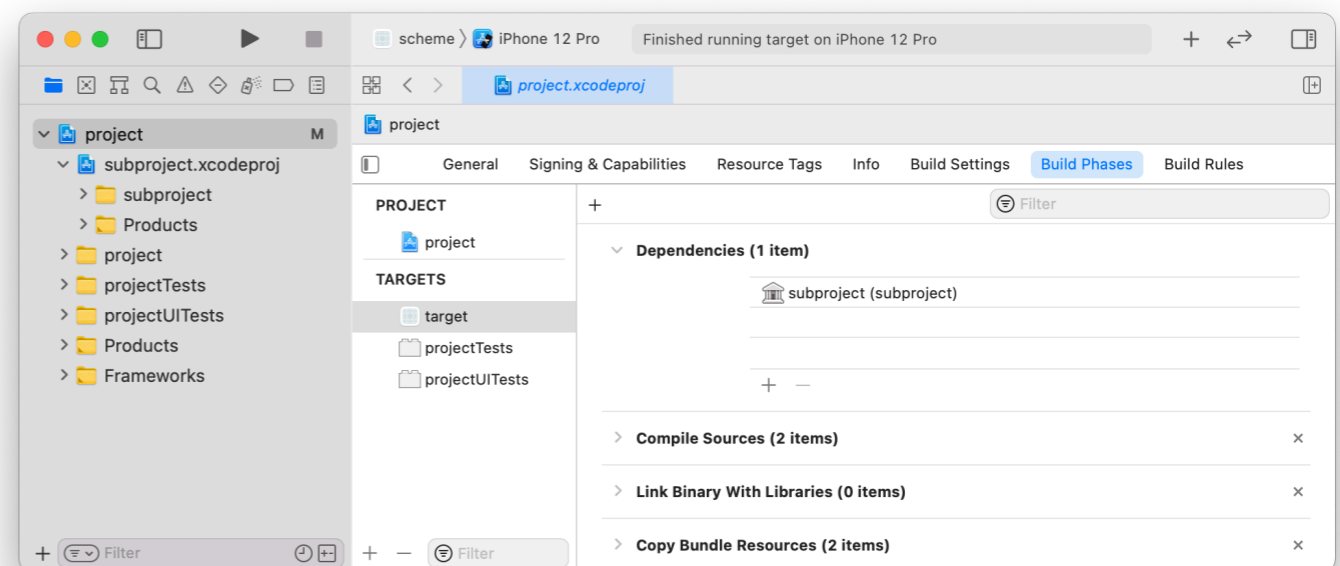 scheme iPhone 12 Pro Finished running target on iPhone 12 Pro
project.xcodeproj
project M
subproject.xcodeproj
subproject
Products
project
projectTests
projectUITests
Products
Frameworks
Filter
project
General Signing & Capabilities Resource Tags Info Build Settings Build Phases Build Rules
PROJECT
project
TARGETS
target
projectTests
projectUITests
Filter
Filter
Dependencies (1 item)
subproject (subproject)
Compile Sources (2 items)
Link Binary With Libraries (0 items)
Copy Bundle Resources (2 items)